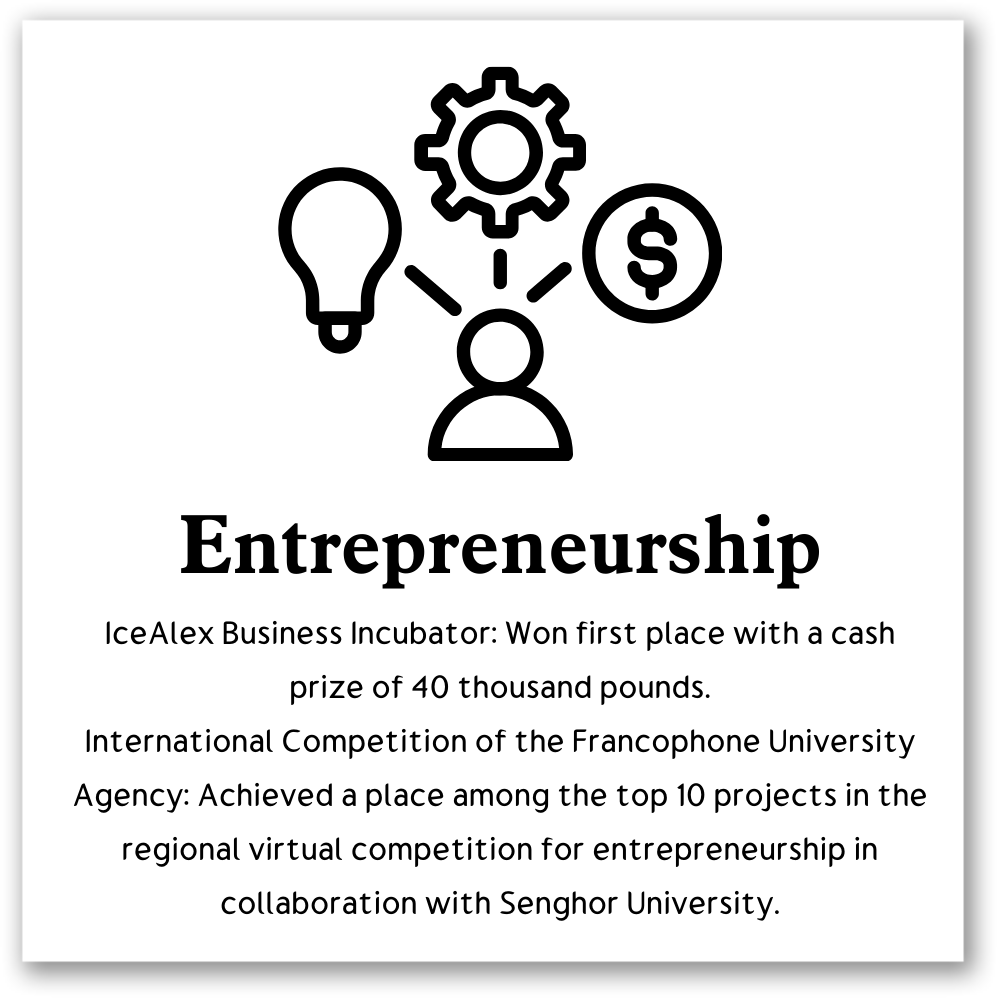 $
Entrepreneurship
IceAlex Business Incubator: Won first place with a cash
prize of 40 thousand pounds.
International Competition of the Francophone University
Agency: Achieved a place among the top 10 projects in the
regional virtual competition for entrepreneurship in
collaboration with Senghor University.